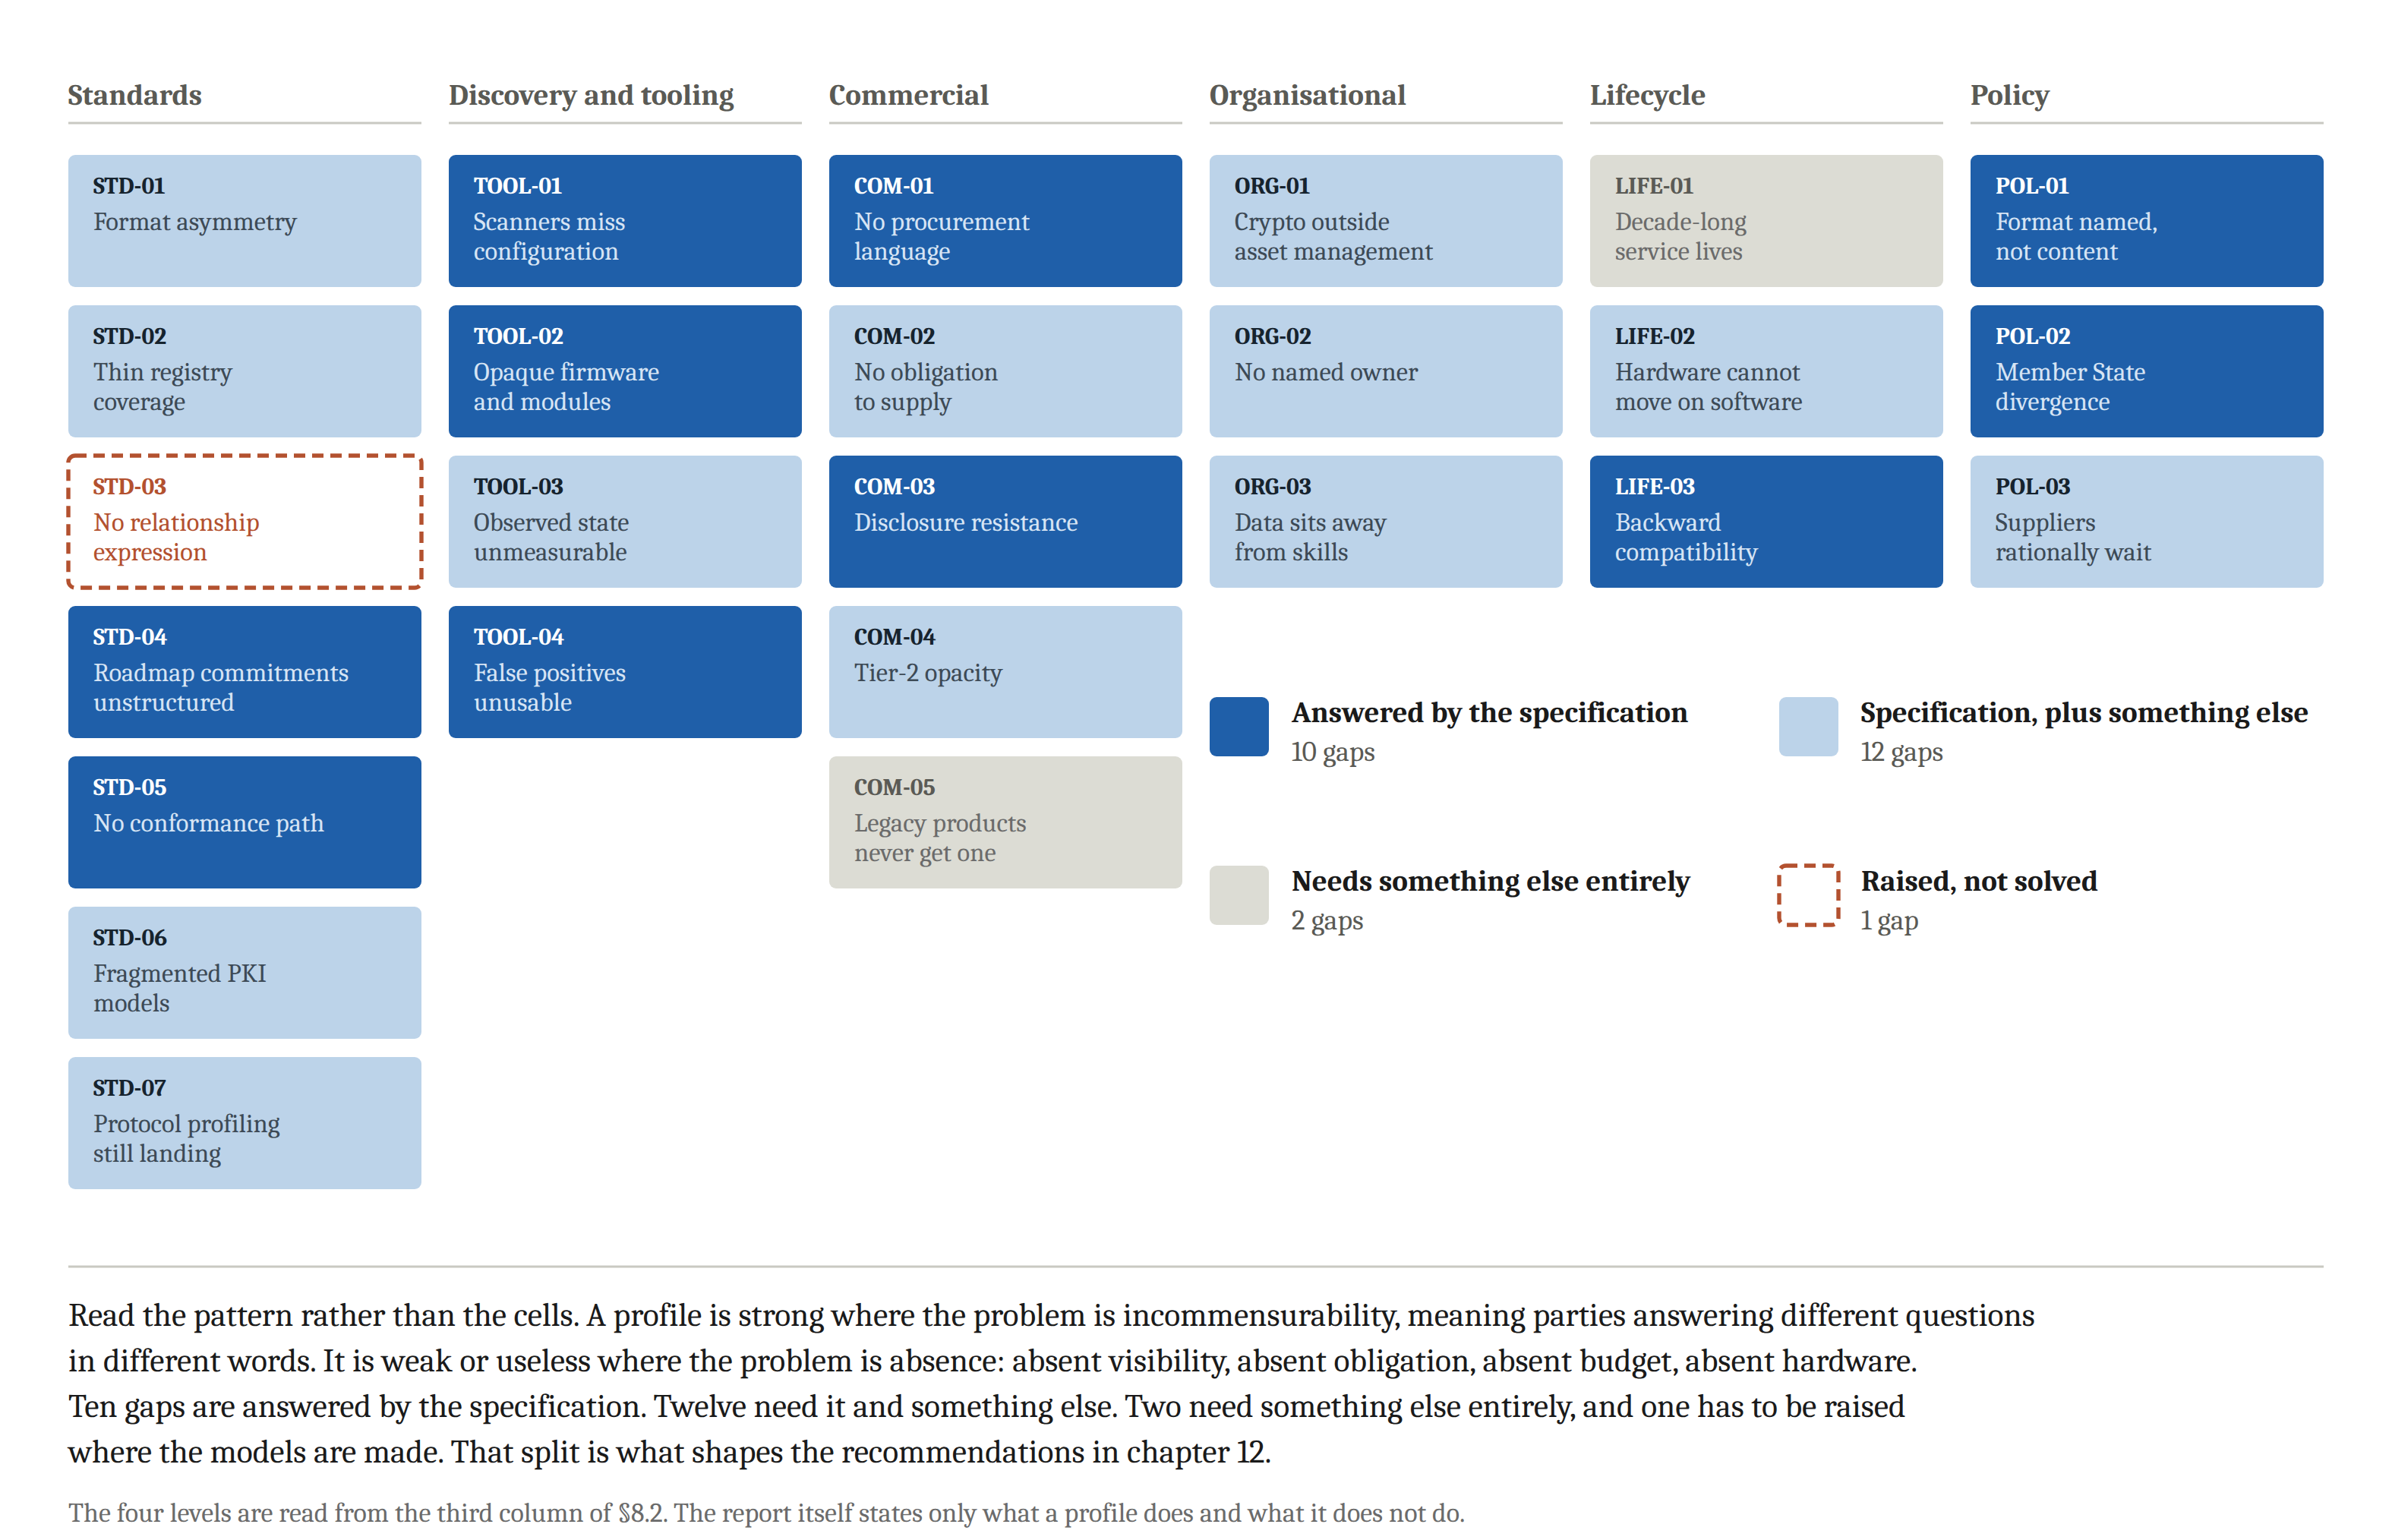 Standards
STD-01
Format asymmetry
STD-02
Thin registry
coverage
STD-03
No relationship
expression
STD-04
Roadmap commitments
unstructured
STD-05
No conformance path
STD-06
Fragmented PKI
models
STD-07
Protocol profiling
still landing
Discovery and tooling
TOOL-01
Scanners miss
configuration
TOOL-02
Opaque firmware
and modules
TOOL-03
Observed state
unmeasurable
TOOL-04
False positives
unusable
Commercial
COM-01
No procurement
language
COM-02
No obligation
to supply
COM-03
Disclosure resistance
COM-04
Tier-2 opacity
COM-05
Legacy products
never get one
Organisational
ORG-01
Crypto outside
asset management
ORG-02
No named owner
ORG-03
Data sits away
from skills
Lifecycle
LIFE-01
Decade-long
service lives
LIFE-02
Hardware cannot
move on software
LIFE-03
Backward
compatibility
Policy
POL-01
Format named,
not content
POL-02
Member State
divergence
POL-03
Suppliers
rationally wait
Answered by the specification
10 gaps
Specification, plus something else
12 gaps
Needs something else entirely
2 gaps
Raised, not solved
1 gap
Read the pattern rather than the cells. A profile is strong where the problem is incommensurability, meaning parties answering different questions
in different words. It is weak or useless where the problem is absence: absent visibility, absent obligation, absent budget, absent hardware.
Ten gaps are answered by the specification. Twelve need it and something else. Two need something else entirely, and one has to be raised
where the models are made. That split is what shapes the recommendations in chapter 12.
The four levels are read from the third column of §8.2. The report itself states only what a profile does and what it does not do.